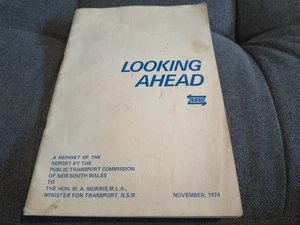 LOOKING
AHEAD
A REPRINT OF THE
REPORT BY THE
PUBLIC TRANSPORT COMMISSION
OF NEW SOUTH WALES
TO
THE HON. M. A. MORRIS, M.L.A.,
MINISTER FOR TRANSPORT, N.S.W.
NOVEMBER, 1974